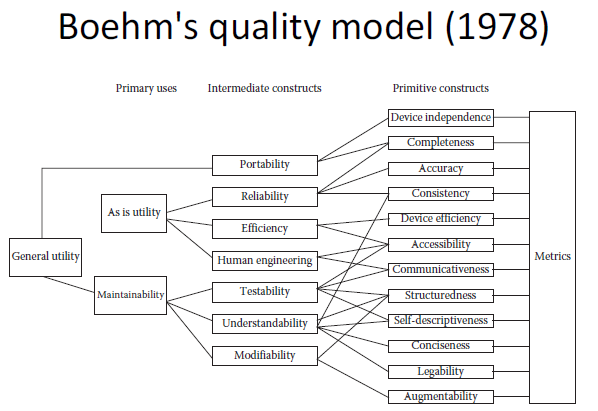 Boehm's quality model (1978)
Primary uses
Intermediate constructs
Primitive constructs
Device independence
Completeness
Portability
Accuracy
Reliability
Consistency
As is utility
Efficiency
Device efficiency
Accessibility
General utility
Human engineering
Metrics
Communicativeness
Maintainability
Testability
Structuredness
Understandability
Self-descriptiveness
Conciseness
Modifiability
Legability
Augmentability